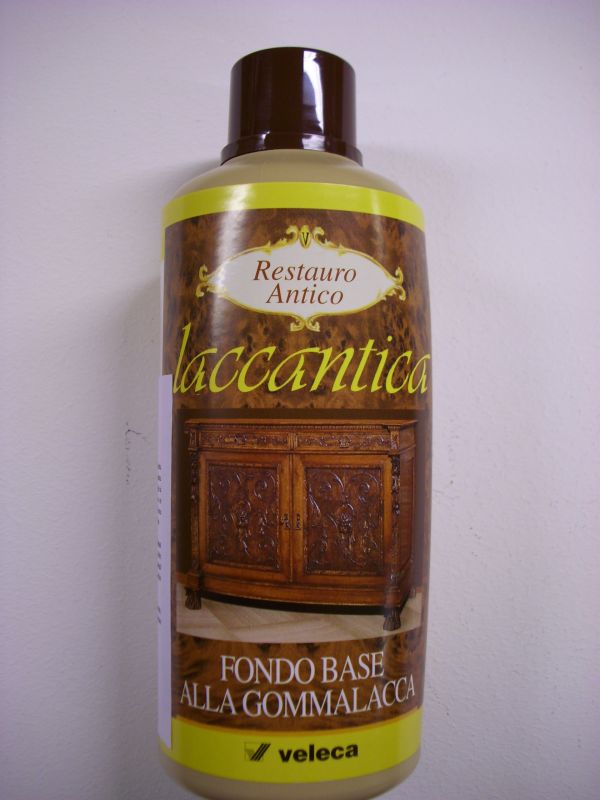 V
Restauro
Antico
laccantica
FONDO BASE
ALLA GOMMALACCA
veleca